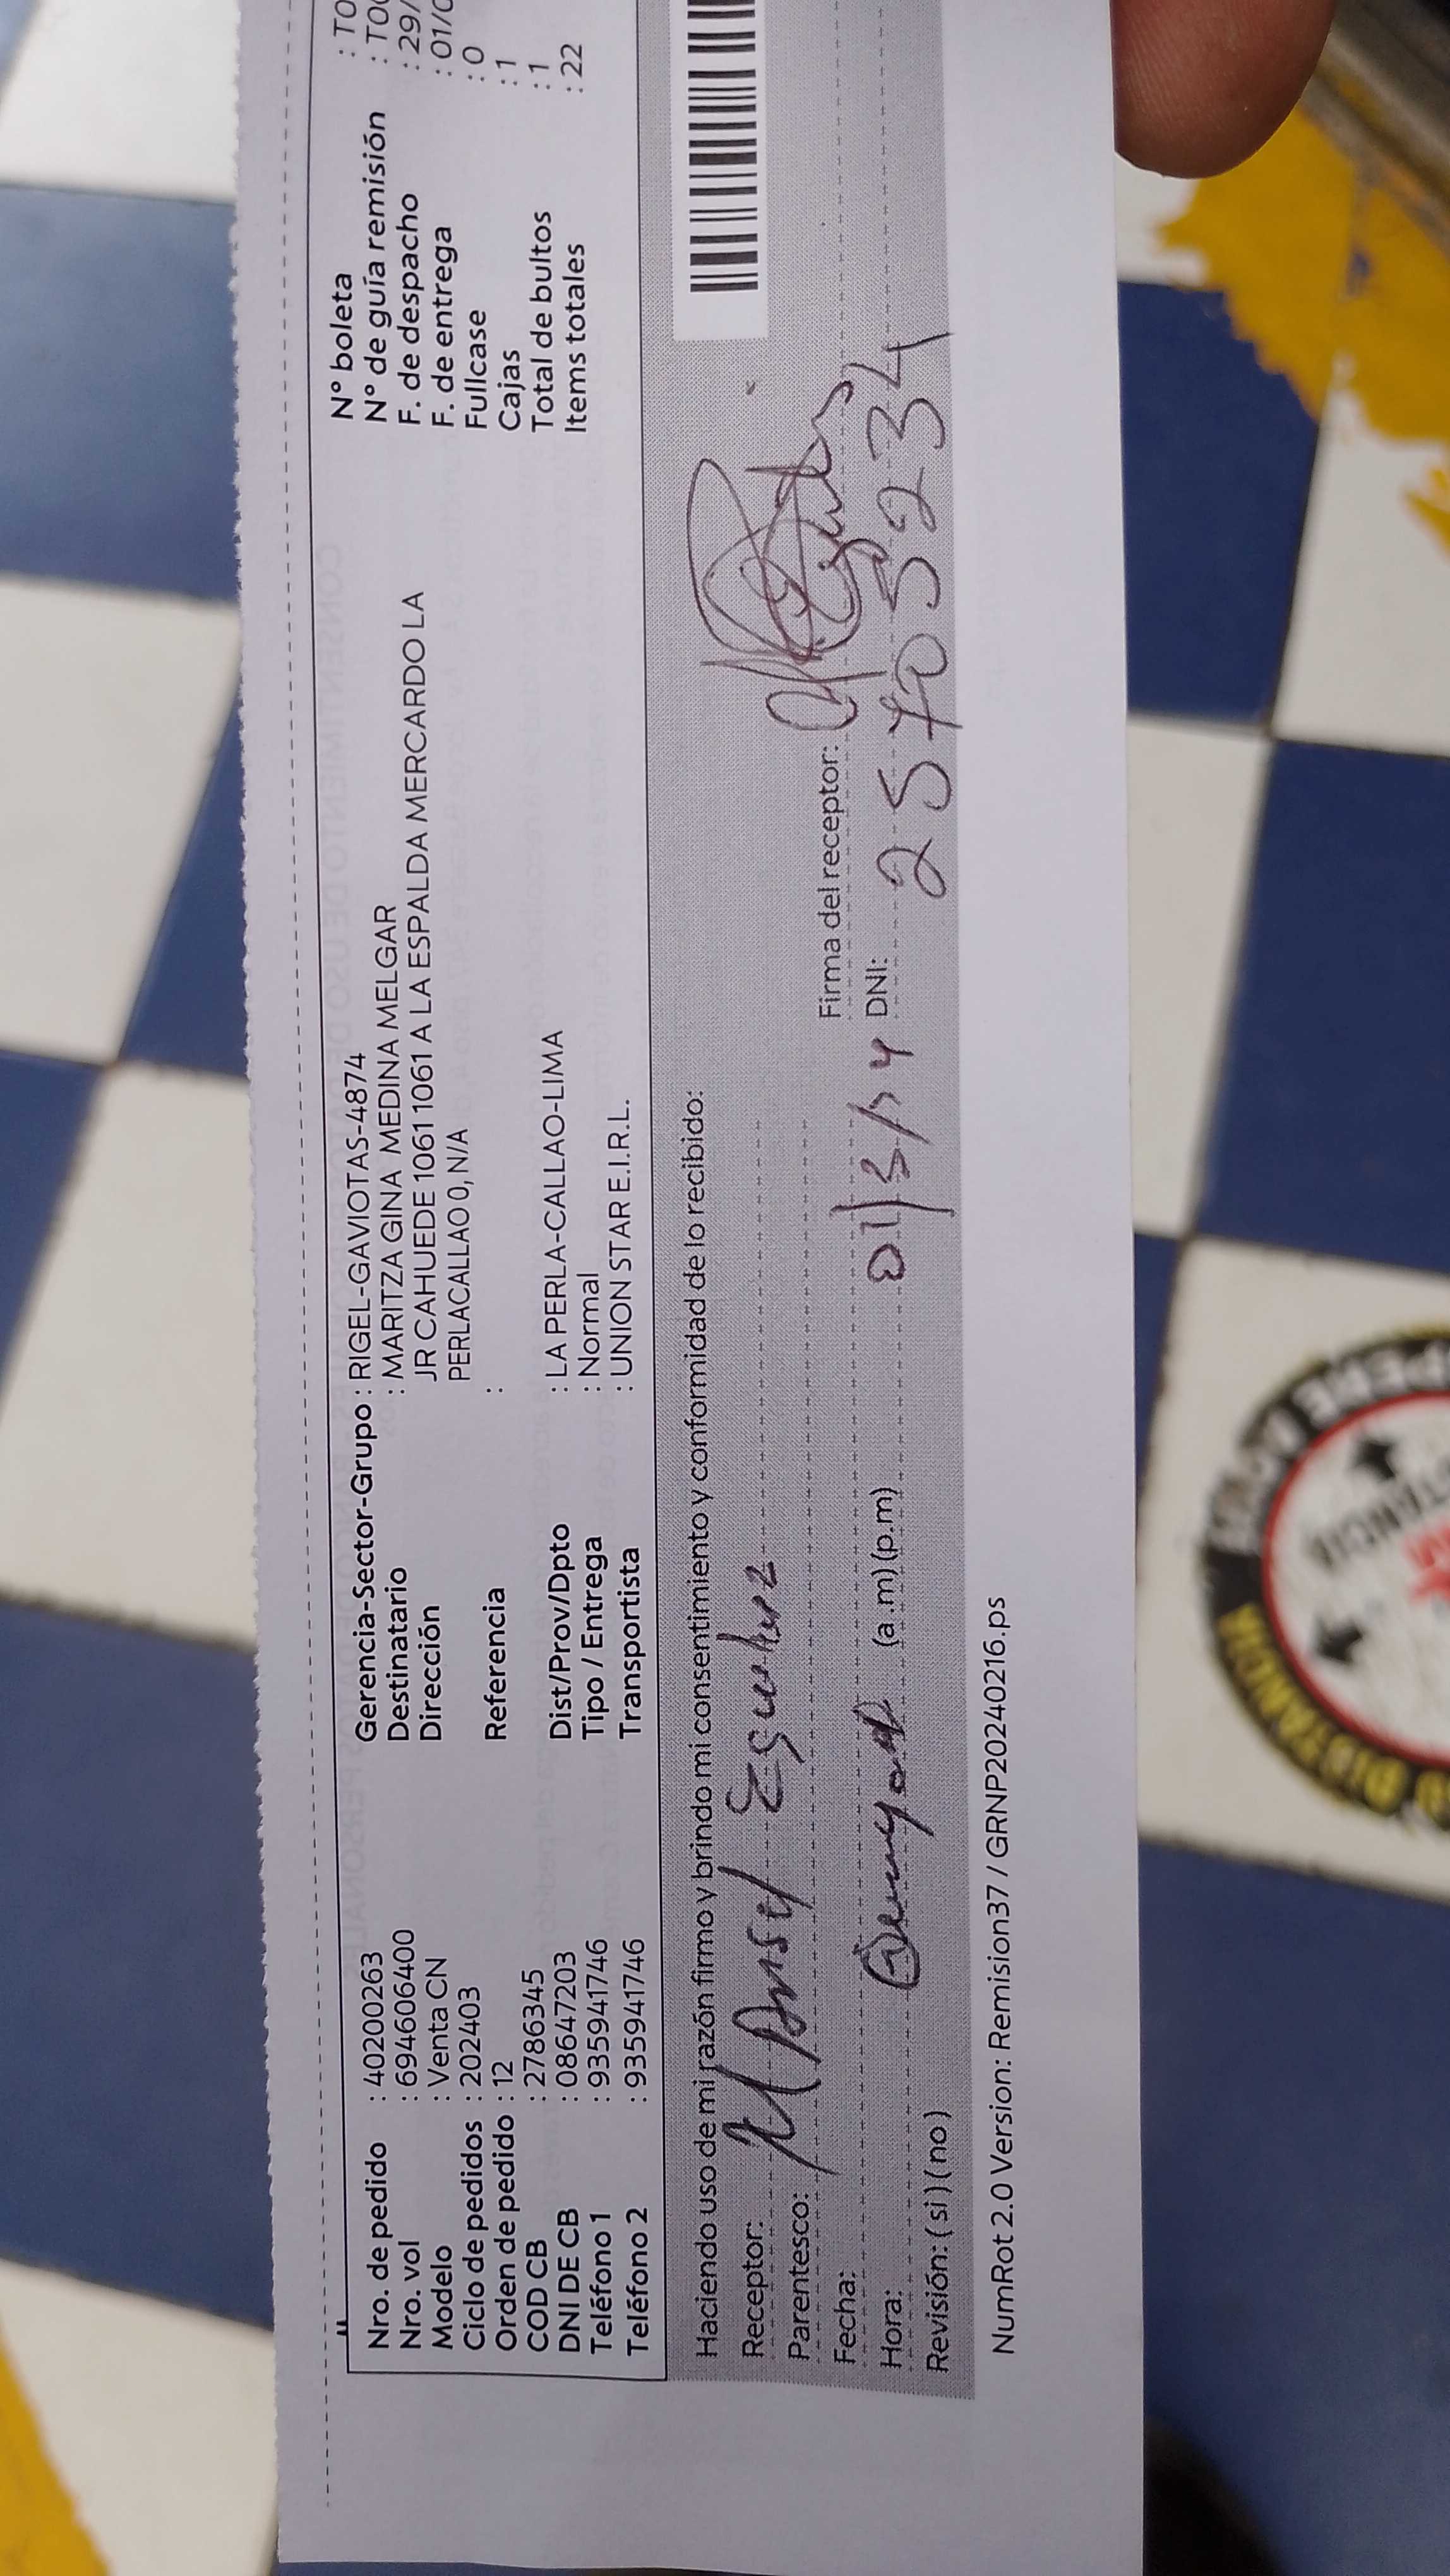 Nro. de pedido : 40200263
Nro. vol : 694606400
Modelo : Venta CN
Ciclo de pedidos : 202403
Orden de pedido : 12
COD CB : 2786345
DNI DE CB : 08647203
Teléfono 1 : 935941746
Teléfono 2 : 935941746
Gerencia-Sector-Grupo : RIGEL-GAVIOTAS-4874
Destinatario : MARITZA GINA MEDINA MELGAR
Dirección JR CAHUEDE 1061 1061 A LA ESPALDA MERCARDO LA
PERLACALLAO 0, N/A
Referencia :
Dist/Prov/Dpto : LA PERLA-CALLAO-LIMA
Tipo / Entrega : Normal
Transportista : UNION STAR E.I.R.L.
N° boleta : TO
N° de guía remisión : T00
F. de despacho : 29/
F. de entrega : 01/0
Fullcase : 0
Cajas : 1
Total de bultos : 1
Items totales : 22
Haciendo uso de mi razón firmo y brindo mi consentimiento y conformidad de lo recibido:
Receptor:
Parentesco:
Firma del receptor:
Fecha:
DNI: 25705234
Hora: (a.m) (p.m)
Revisión: ( si ) ( no )
NumRot 2.0 Version: Remision37 / GRNP20240216.ps